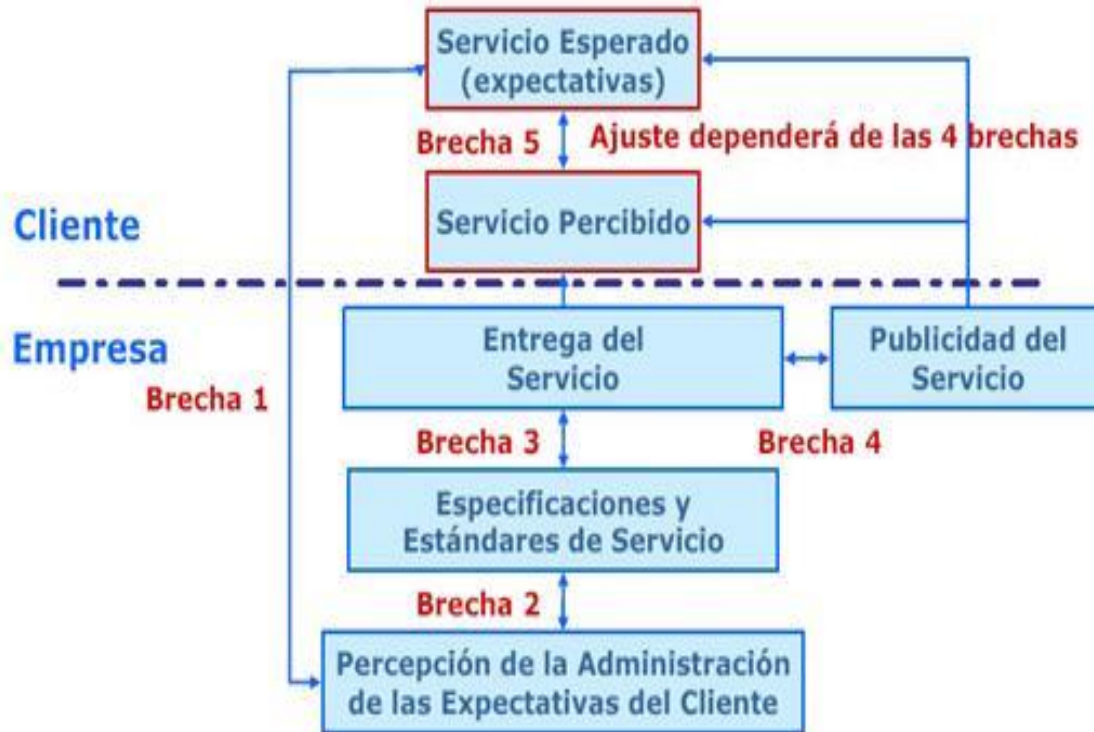 Servicio Esperado
(expectativas)
Brecha 5
Ajuste dependerá de las 4 brechas
Servicio Percibido
Cliente
Empresa
Entrega del
Servicio
Publicidad del
Servicio
Brecha 1
Brecha 3
Brecha 4
Especificaciones y
Estándares de Servicio
Brecha 2
Percepción de la Administración
de las Expectativas del Cliente